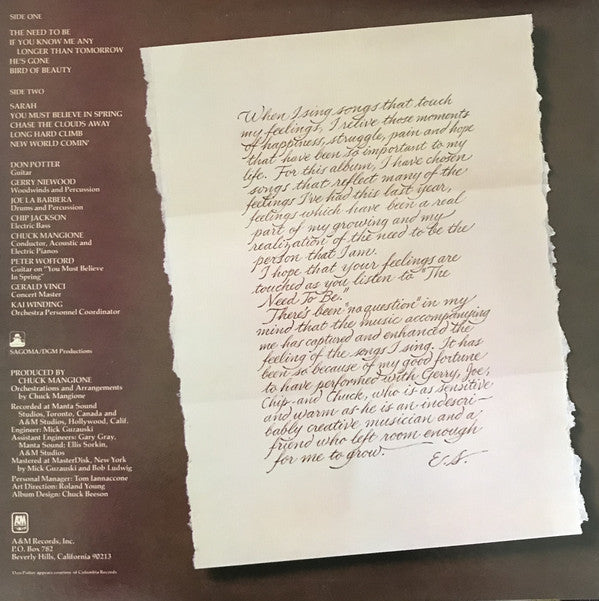 SIDE ONE
THE NEED TO BE
IF YOU KNOW ME ANY
LONGER THAN TOMORROW
HE'S GONE
BIRD OF BEAUTY
SIDE TWO
SARAH
YOU MUST BELIEVE IN SPRING
CHASE THE CLOUDS AWAY
LONG HARD CLIMB
NEW WORLD COMIN'
DON POTTER
Guitar
GERRY NIEWOOD
Woodwinds and Percussion
JOE LA BARBERA
Drums and Percussion
CHIP JACKSON
Electric Bass
CHUCK MANGIONE
Conductor, Acoustic and
Electric Pianos
PETER WOFFORD
Guitar on "You Must Believe
In Spring"
GERALD VINCI
Concert Master
KAI WINDING
Orchestra Personnel Coordinator
SAGOMA/DGM Productions
PRODUCED BY
CHUCK MANGIONE
Orchestrations and Arrangements
by Chuck Mangione
Recorded at Manta Sound
Studios, Toronto, Canada and
A&M Studios, Hollywood, Calif.
Engineer: Mick Guzauski
Assistant Engineers: Gary Gray,
Manta Sound; Ellis Sorkin,
A&M Studios
Mastered at MasterDisk, New York
by Mick Guzauski and Bob Ludwig
Personal Manager: Tom Iannaccone
Art Direction: Roland Young
Album Design: Chuck Beeson
A&M
A&M Records, Inc.
P.O. Box 782
Beverly Hills, California 90213
Don Potter appears courtesy of Columbia Records
When I sing songs that touch
my feelings, I relive those moments
of happiness, struggle, pain and hope
that have been so important to my
life. For this album, I have chosen
songs that reflect many of the
feelings I've had this last year,
feelings which have been a real
part of my growing and my
realization of the need to be the
person that I am.
I hope that your feelings are
touched as you listen to "The
Need To Be."
There's been "no question" in my
mind that the music accompanying
me has captured and enhanced the
feeling of the songs I sing. It has
been so because of my good fortune
to have performed with Gerry, Joe,
Chip and Chuck, who is as sensitive
and warm as he is an indescri-
bably creative musician and a
friend who left room enough
for me to grow.
E.S.